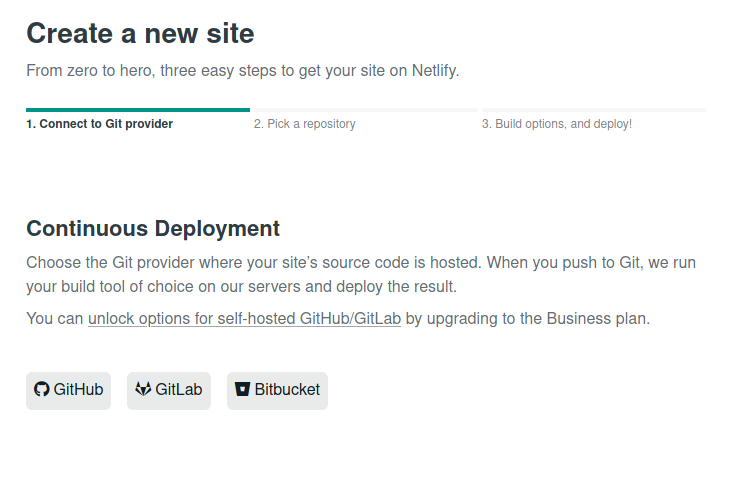 Create a new site
From zero to hero, three easy steps to get your site on Netlify.
1. Connect to Git provider
2. Pick a repository
3. Build options, and deploy!
Continuous Deployment
Choose the Git provider where your site’s source code is hosted. When you push to Git, we run
your build tool of choice on our servers and deploy the result.
You can unlock options for self-hosted GitHub/GitLab by upgrading to the Business plan.
GitHub
GitLab
Bitbucket